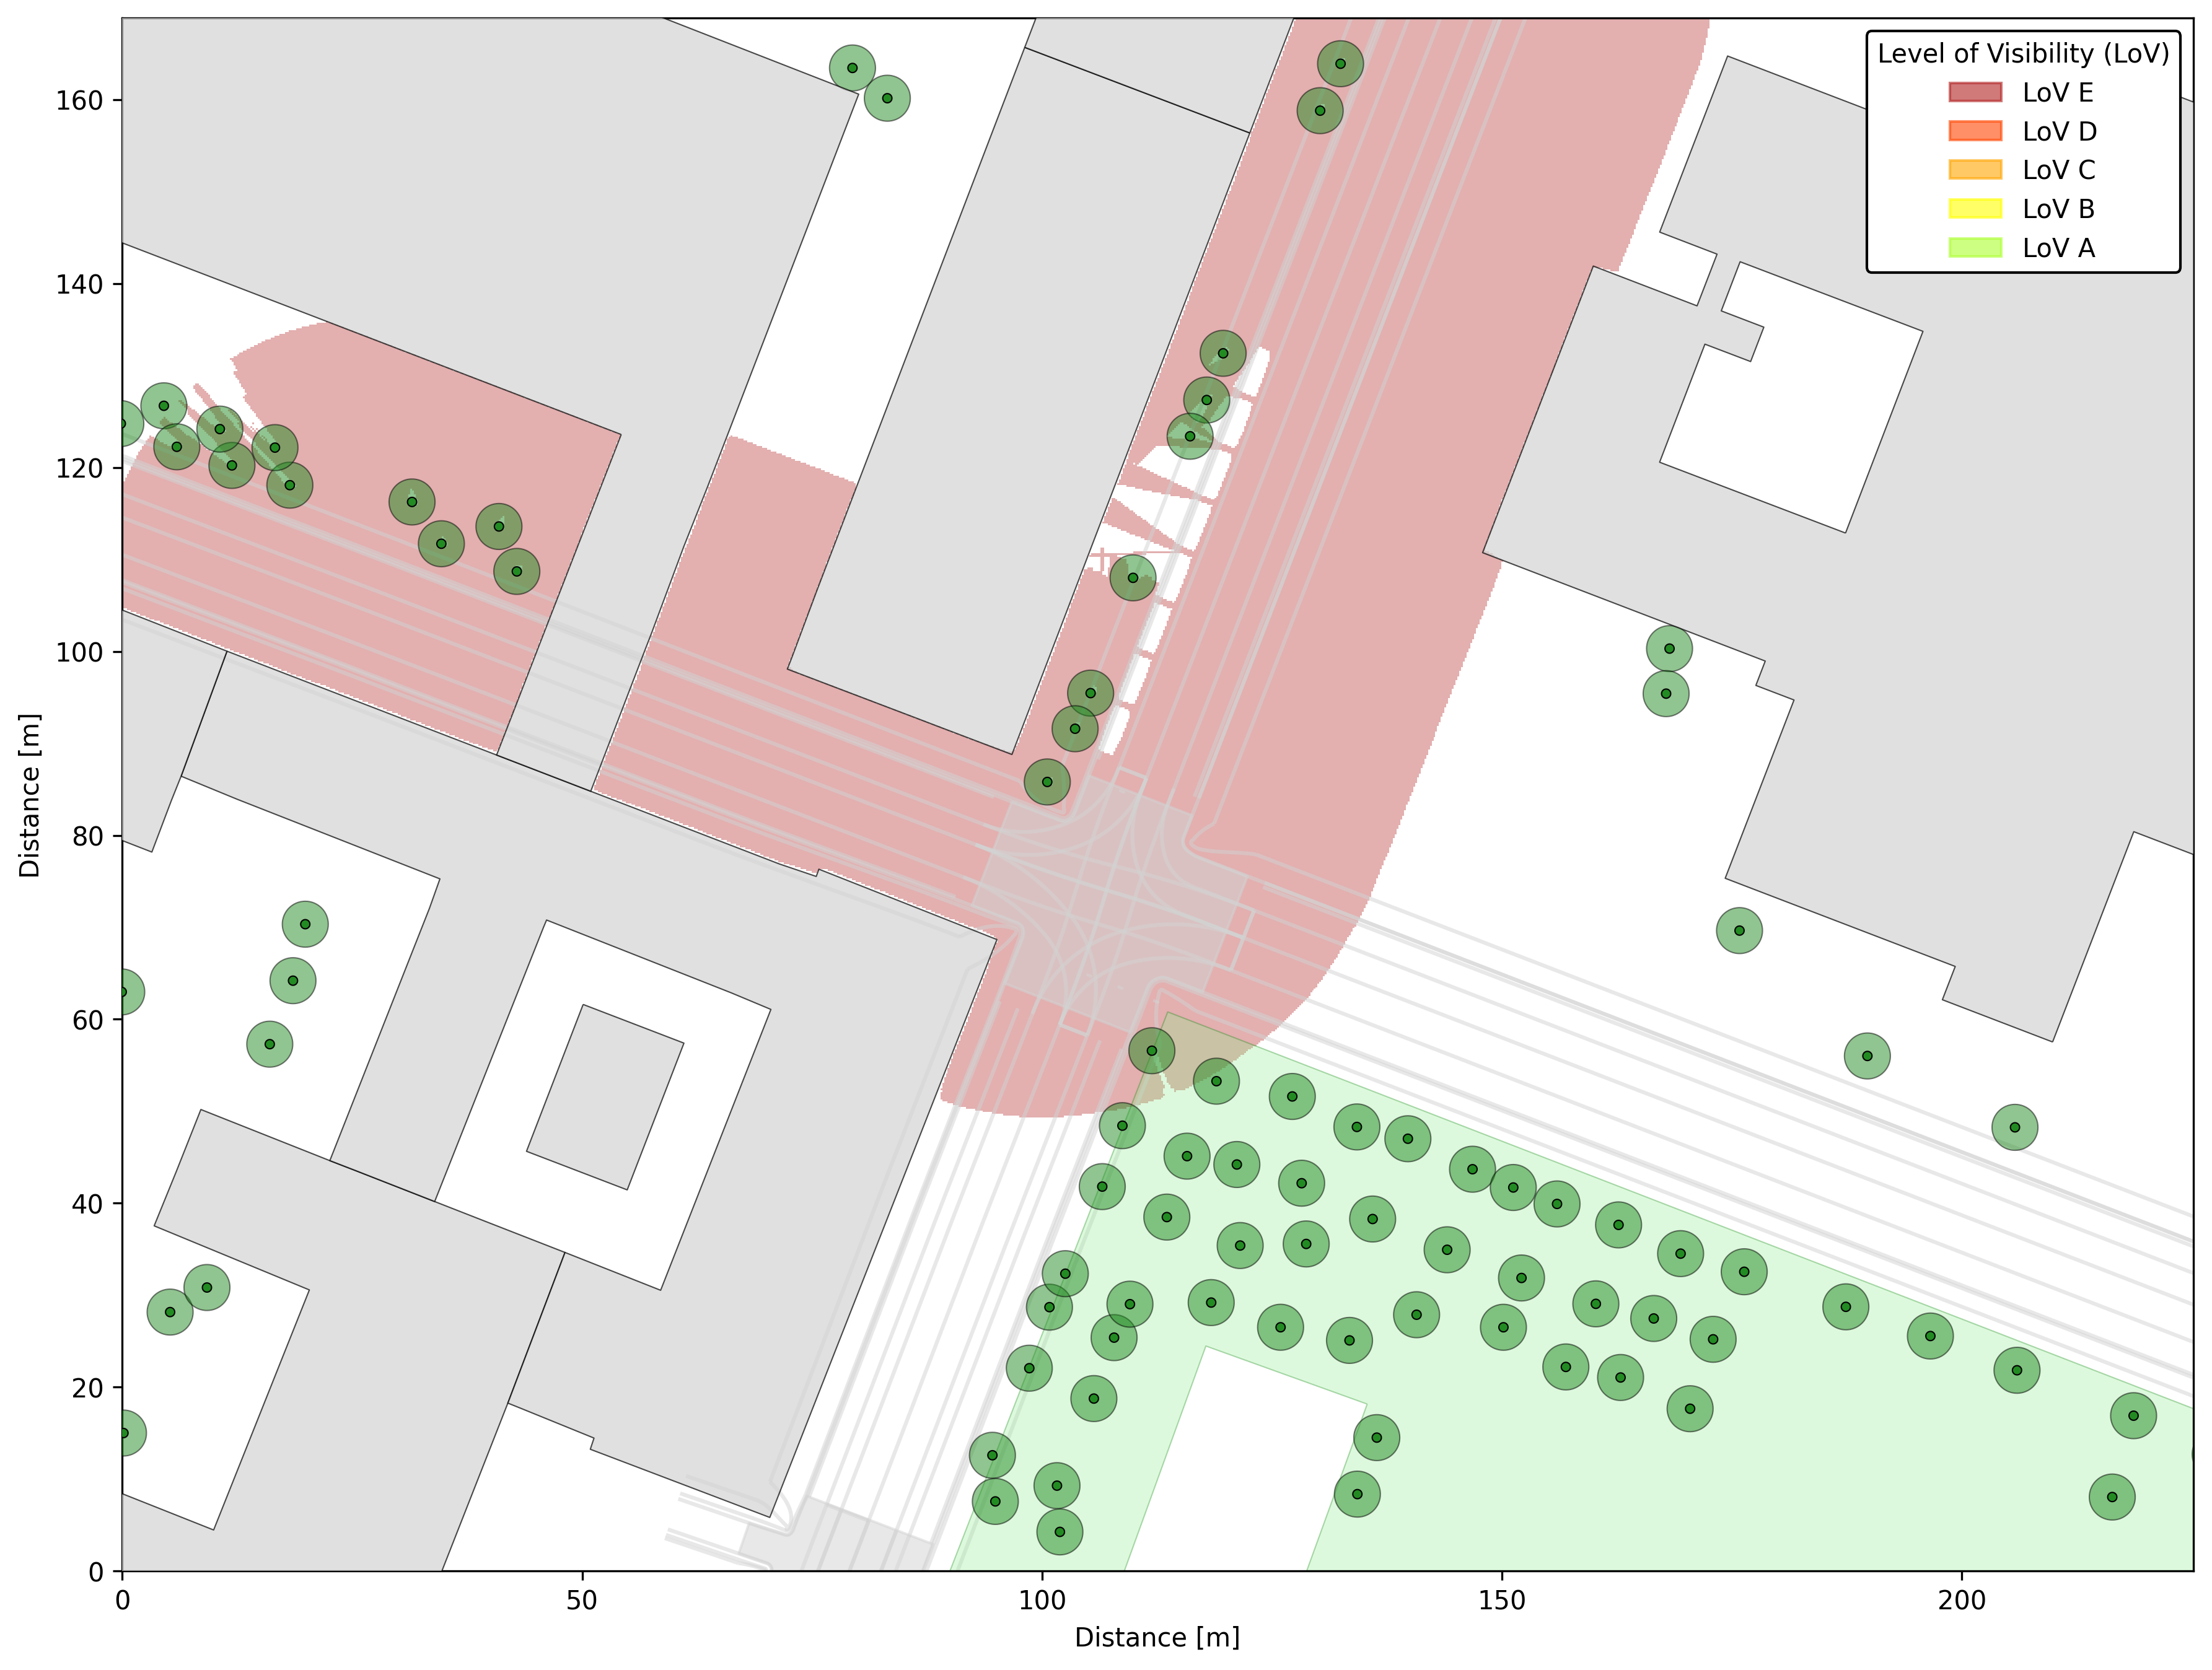 Level of Visibility (LoV)
LoV E
LoV D
LoV C
LoV B
LoV A
160
140
120
100
80
60
40
20
0
Distance [m]
0 50 100 150 200
Distance [m]